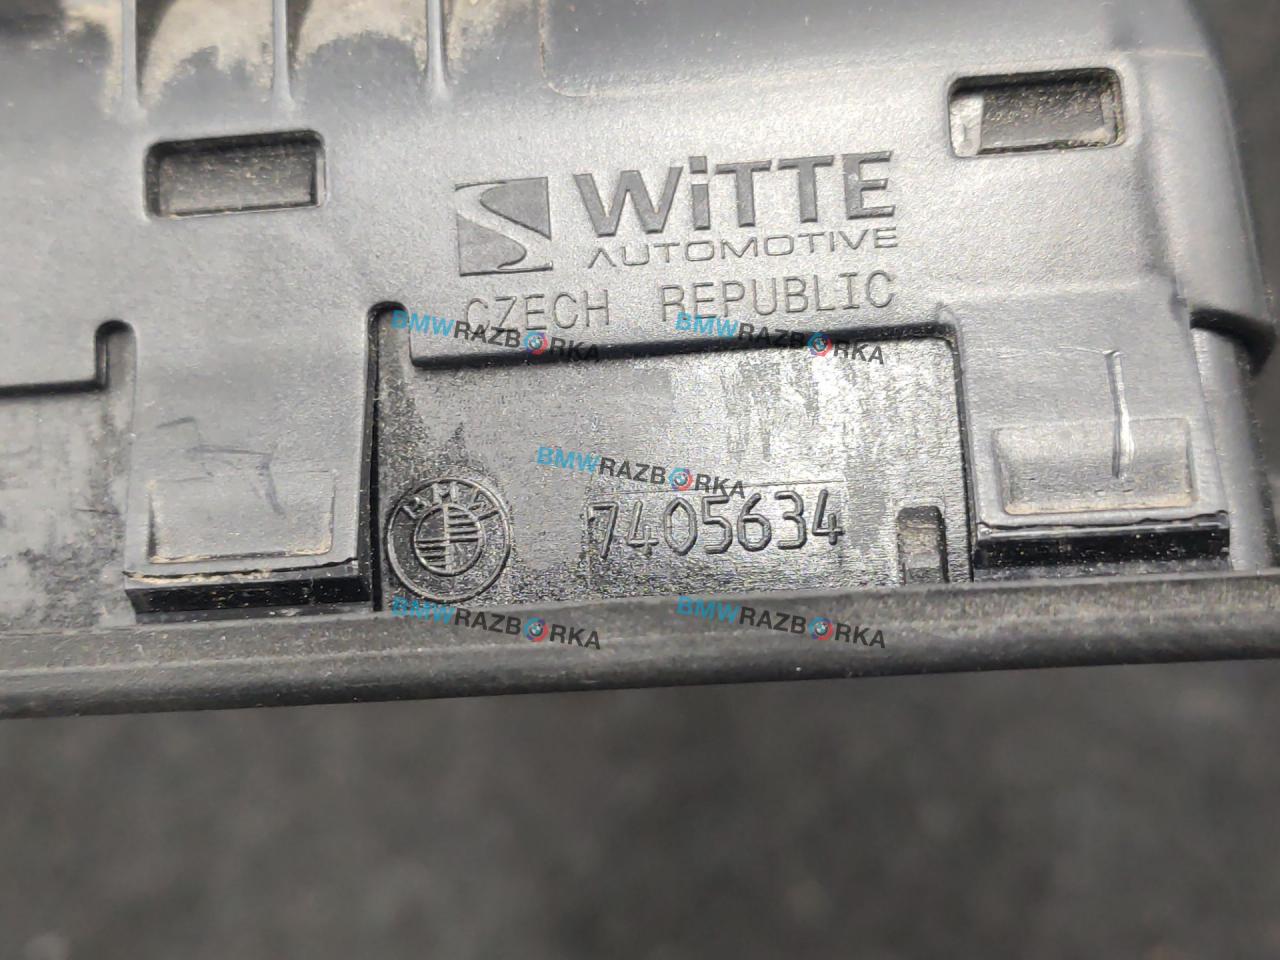 WiTTE
AUTOMOTIVE
CZECH REPUBLIC
BMWRAZBORKA BMWRAZBORKA
BMWRAZBORKA
BMW 7405634
BMWRAZBORKA BMWRAZBORKA